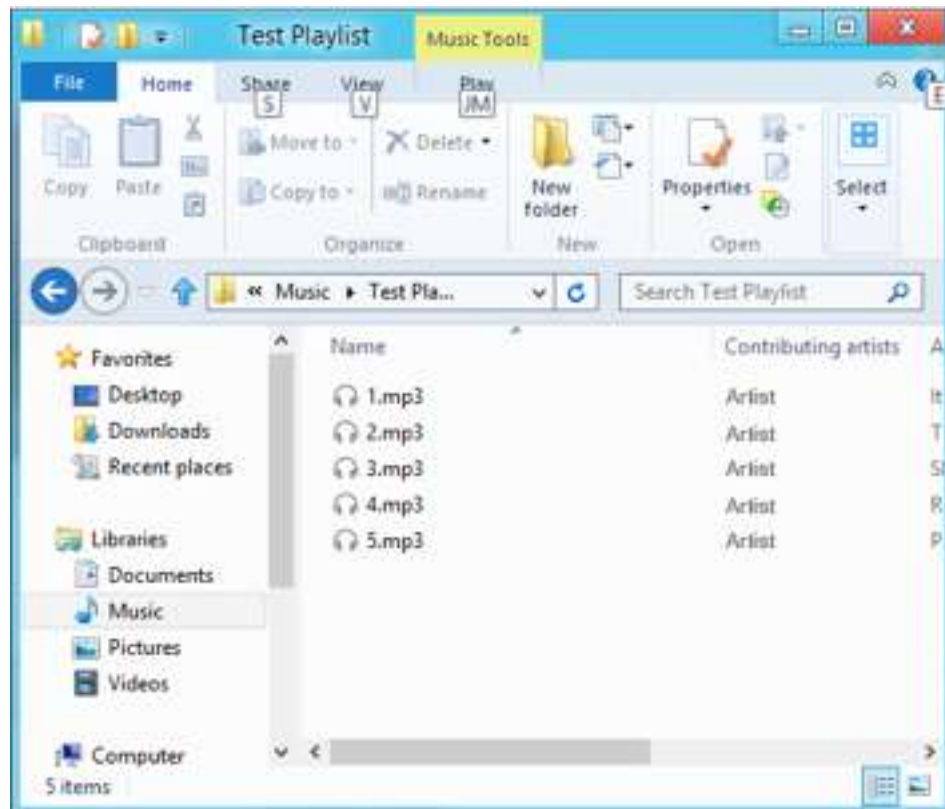 Test Playlist Music Tools
File Home Share View Play
S V JM E
Copy Paste Move to Delete New folder Properties Select
Copy to Rename
Clipboard Organize New Open
« Music ▸ Test Pla... Search Test Playlist
Name Contributing artists A
Favorites
Desktop 1.mp3 Artist It
Downloads 2.mp3 Artist T
Recent places 3.mp3 Artist Sl
4.mp3 Artist R
Libraries 5.mp3 Artist P
Documents
Music
Pictures
Videos
Computer
5 items